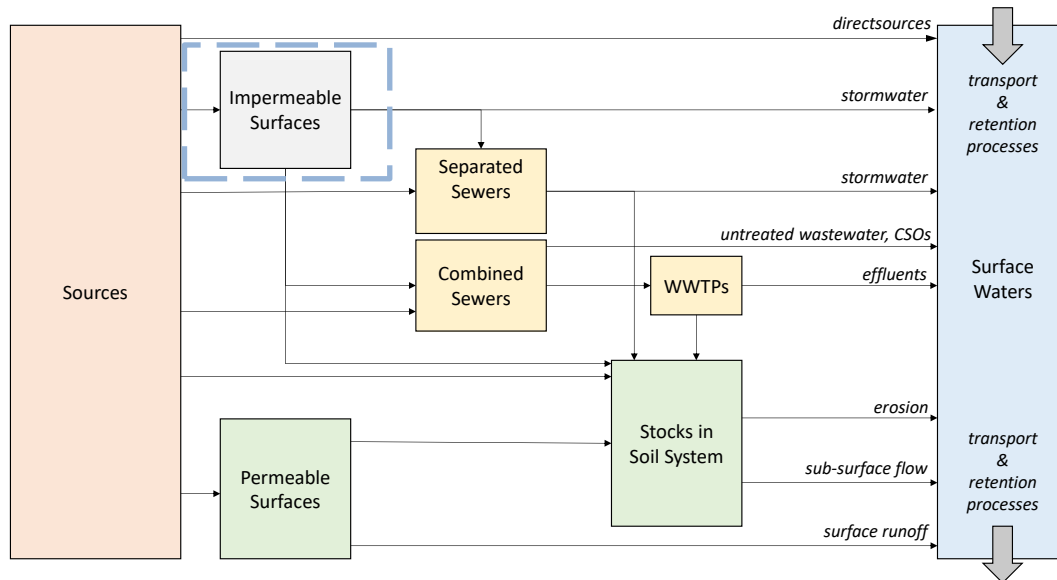 directsources
transport
&
retention
processes
Impermeable
Surfaces
stormwater
Separated
Sewers
stormwater
untreated wastewater, CSOs
Combined
Sewers
WWTPs
effluents
Sources
Surface
Waters
erosion
Stocks in
Soil System
transport
&
retention
processes
Permeable
Surfaces
sub-surface flow
surface runoff